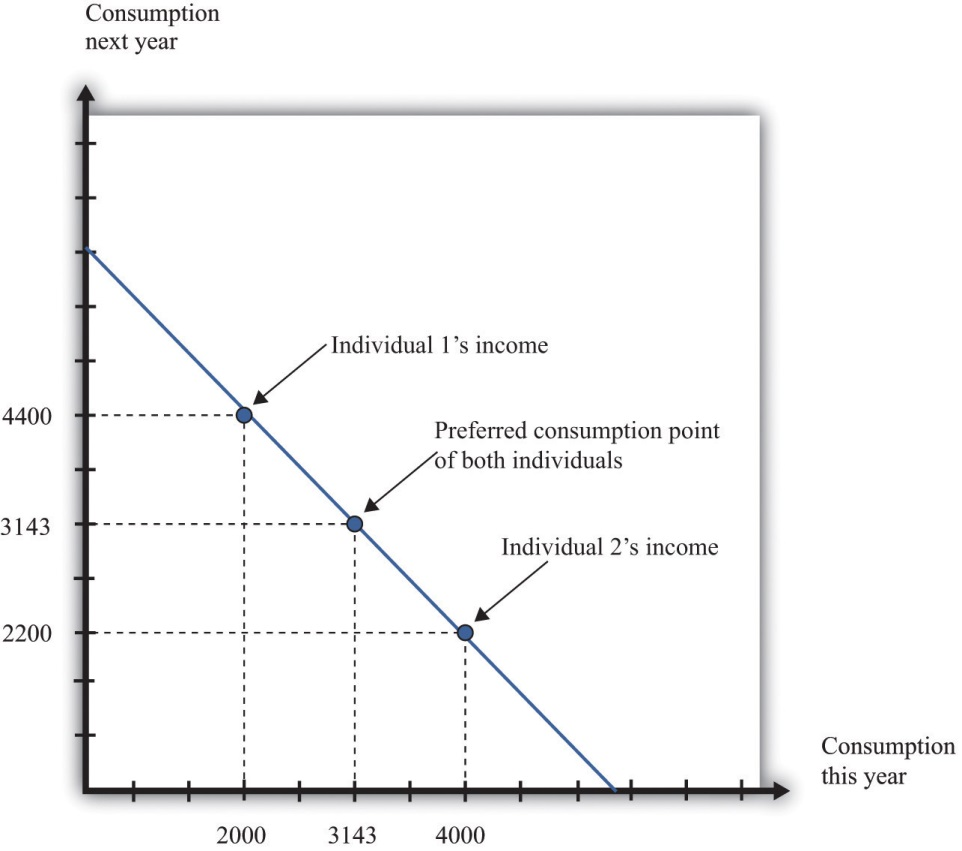 Consumption
next year
Individual 1’s income
4400
Preferred consumption point
of both individuals
3143
Individual 2’s income
2200
Consumption
this year
2000 3143 4000